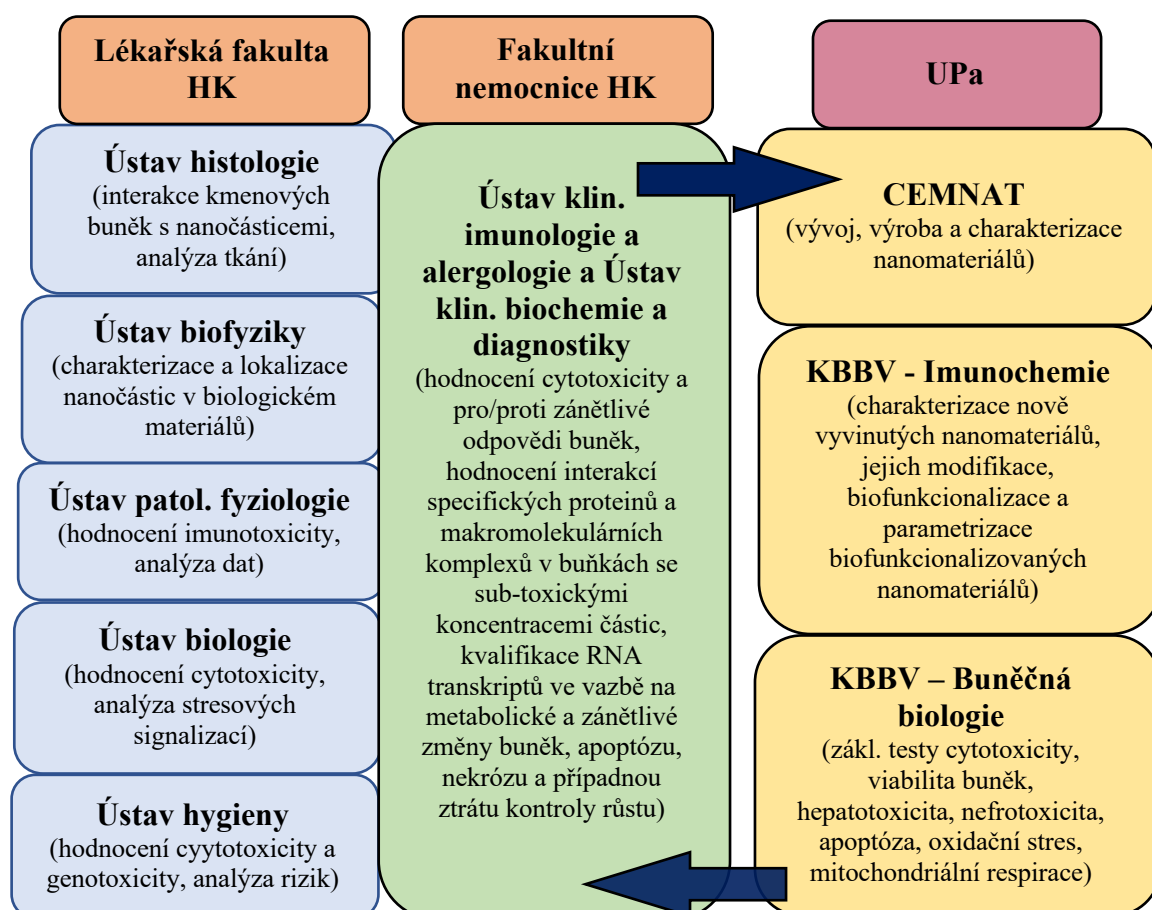 Lékařská fakulta
HK
Ústav histologie
(interakce kmenových
buněk s nanočásticemi,
analýza tkání)
Ústav biofyziky
(charakterizace a lokalizace
nanočástic v biologickém
materiálů)
Ústav patol. fyziologie
(hodnocení imunotoxicity,
analýza dat)
Ústav biologie
(hodnocení cytotoxicity,
analýza stresových
signalizací)
Ústav hygieny
(hodnocení cyytotoxicity a
genotoxicity, analýza rizik)
Fakultní
nemocnice HK
Ústav klin.
imunologie a
alergologie a Ústav
klin. biochemie a
diagnostiky
(hodnocení cytotoxicity a
pro/proti zánětlivé
odpovědi buněk,
hodnocení interakcí
specifických proteinů a
makromolekulárních
komplexů v buňkách se
sub-toxickými
koncentracemi částic,
kvalifikace RNA
transkriptů ve vazbě na
metabolické a zánětlivé
změny buněk, apoptózu,
nekrózu a případnou
ztrátu kontroly růstu)
UPa
CEMNAT
(vývoj, výroba a charakterizace
nanomateriálů)
KBBV - Imunochemie
(charakterizace nově
vyvinutých nanomateriálů,
jejich modifikace,
biofunkcionalizace a
parametrizace
biofunkcionalizovaných
nanomateriálů)
KBBV – Buněčná
biologie
(zákl. testy cytotoxicity,
viabilita buněk,
hepatotoxicita, nefrotoxicita,
apoptóza, oxidační stres,
mitochondriální respirace)